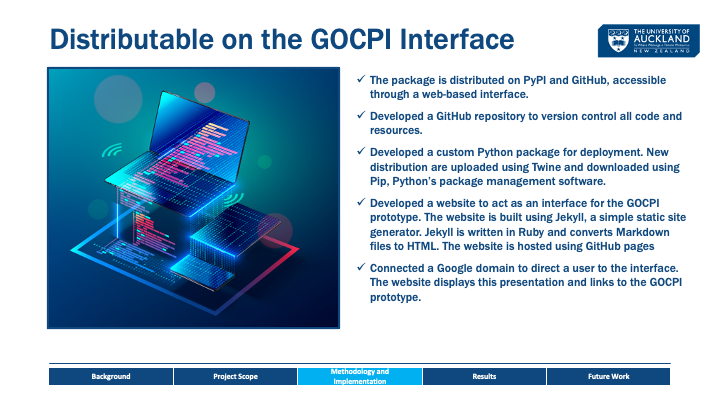 Distributable on the GOCPI Interface
THE UNIVERSITY OF
AUCKLAND
NEW ZEALAND
✓ The package is distributed on PyPI and GitHub, accessible
through a web-based interface.
✓ Developed a GitHub repository to version control all code and
resources.
✓ Developed a custom Python package for deployment. New
distribution are uploaded using Twine and downloaded using
Pip, Python's package management software.
✓ Developed a website to act as an interface for the GOCPI
prototype. The website is built using Jekyll, a simple static site
generator. Jekyll is written in Ruby and converts Markdown
files to HTML. The website is hosted using GitHub pages
✓ Connected a Google domain to direct a user to the interface.
The website displays this presentation and links to the GOCPI
prototype.
Background
Project Scope
Methodology and
Implementation
Results
Future Work